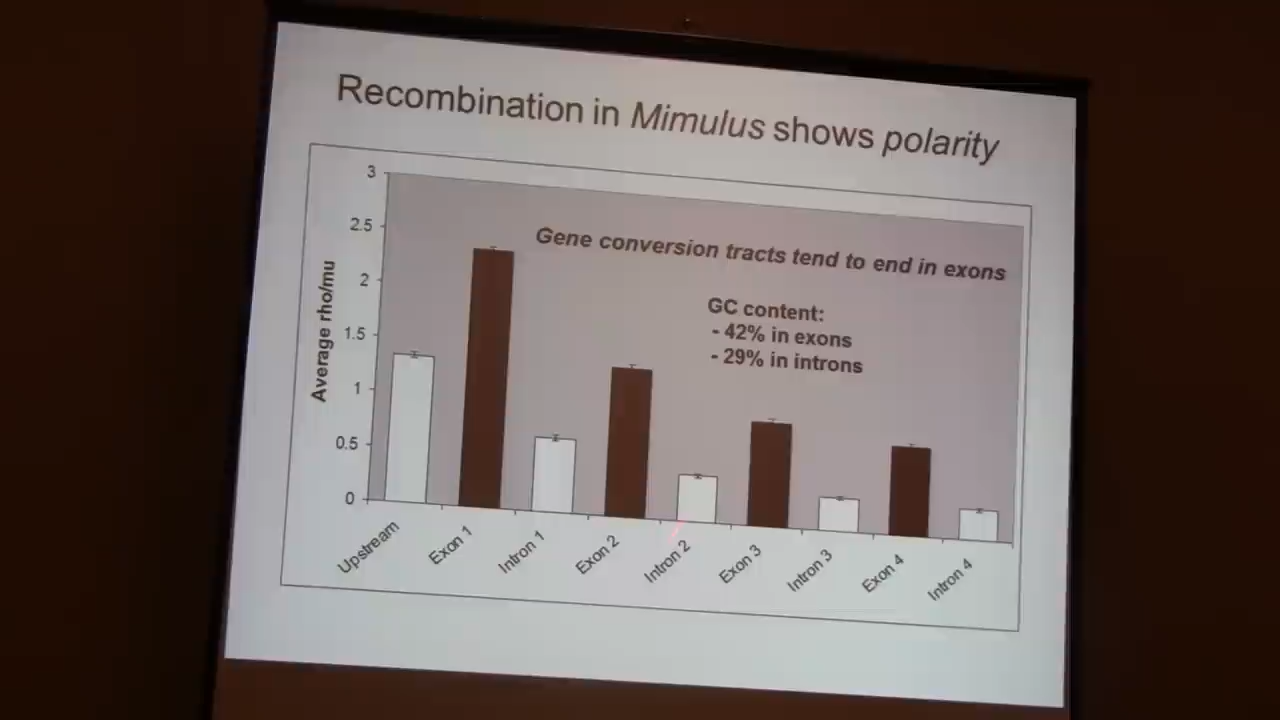 Recombination in Mimulus shows polarity
3
2.5
2
1.5
1
0.5
0
Average rho/mu
Gene conversion tracts tend to end in exons
GC content:
- 42% in exons
- 29% in introns
Upstream
Exon 1
Intron 1
Exon 2
Intron 2
Exon 3
Intron 3
Exon 4
Intron 4